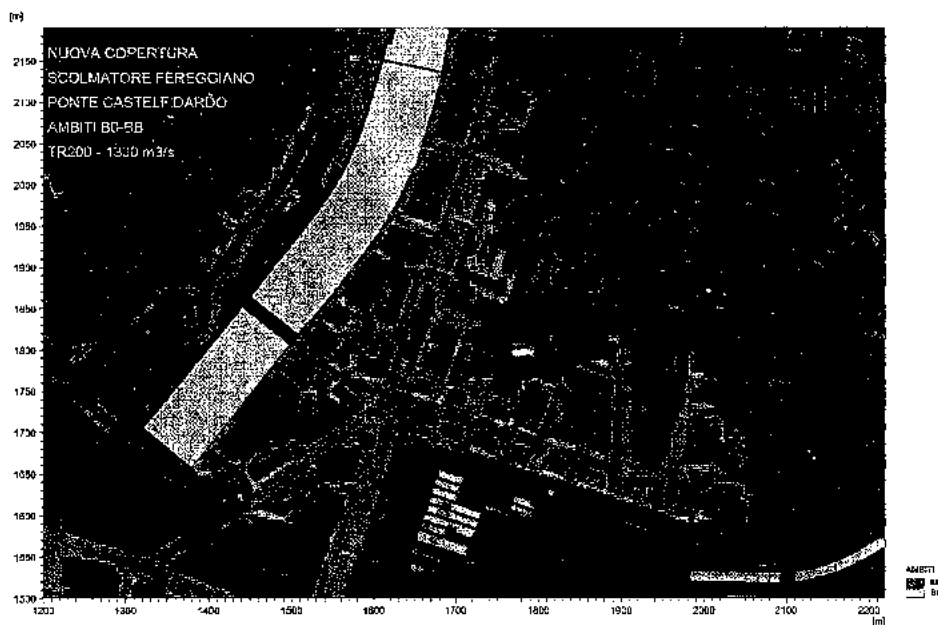 [m]
NUOVA COPERTURA
SCOLMATORE FEREGGIANO
PONTE CASTELFIDARDO
AMBITI B0-BB
TR200 - 1300 m3/s
2150
2100
2050
2000
1950
1900
1850
1800
1750
1700
1650
1600
1550
1500
1200 1300 1400 1500 1600 1700 1800 1900 2000 2100 2200
[m]
AMBITI